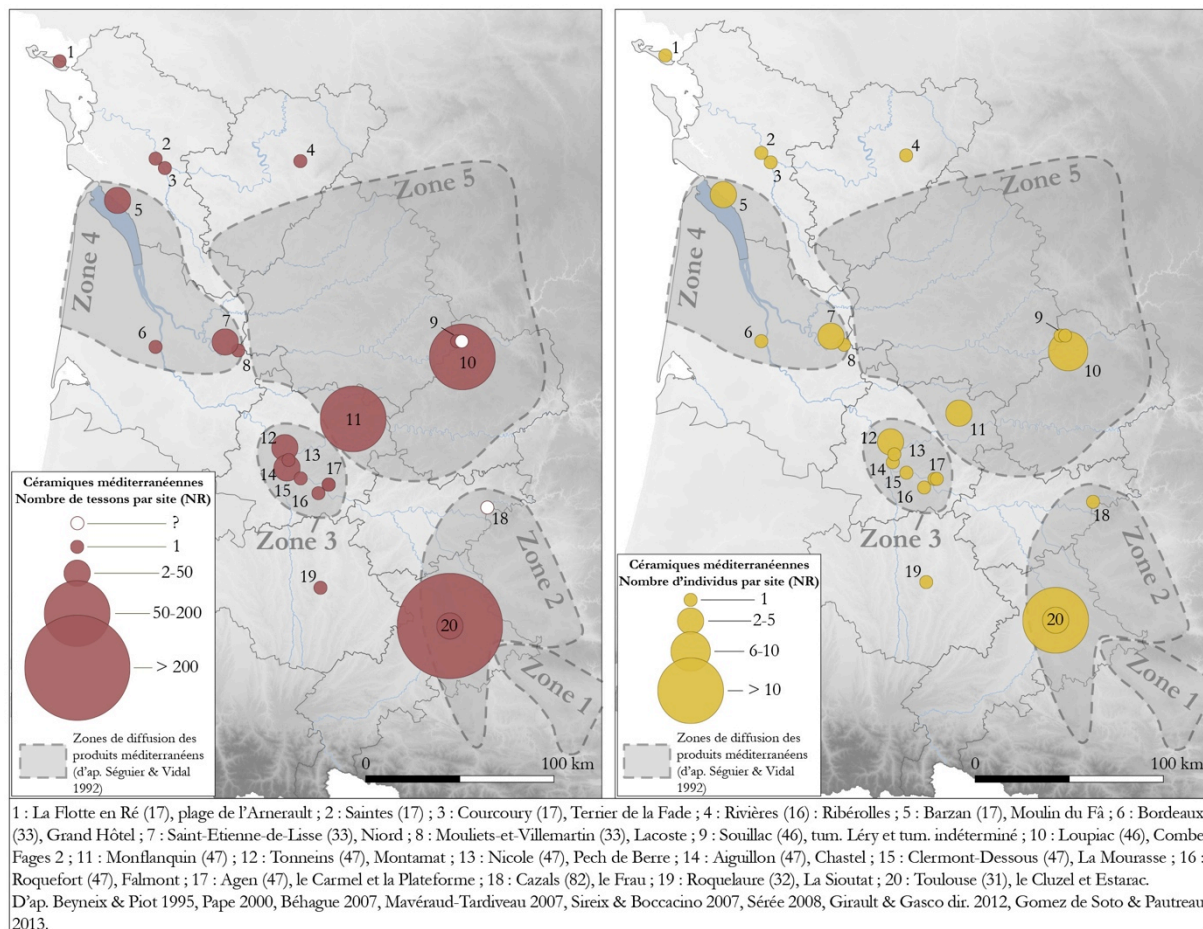 1
2
3
4
Zone 5
5
Zone 4
6
7
8
9
10
11
12
13
14
15
16
17
Zone 3
18
19
Zone 2
20
Zone 1
Céramiques méditerranéennes
Nombre de tessons par site (NR)
?
1
2-50
50-200
> 200
Zones de diffusion des
produits méditerranéens
(d'ap. Séguier & Vidal
1992)
0 100 km
1
2
3
4
Zone 5
5
Zone 4
6
7
8
9
10
11
12
13
14
15
16
17
Zone 3
18
19
Zone 2
20
Zone 1
Céramiques méditerranéennes
Nombre d'individus par site (NR)
1
2-5
6-10
> 10
Zones de diffusion des
produits méditerranéens
(d'ap. Séguier & Vidal
1992)
0 100 km
1 : La Flotte en Ré (17), plage de l'Arnerault ; 2 : Saintes (17) ; 3 : Courcoury (17), Terrier de la Fade ; 4 : Rivières (16) : Ribérolles ; 5 : Barzan (17), Moulin du Fâ ; 6 : Bordeaux
(33), Grand Hôtel ; 7 : Saint-Etienne-de-Lisse (33), Niord ; 8 : Mouliets-et-Villemartin (33), Lacoste ; 9 : Souillac (46), tum. Léry et tum. indéterminé ; 10 : Loupiac (46), Combe
Fages 2 ; 11 : Monflanquin (47) ; 12 : Tonneins (47), Montamat ; 13 : Nicole (47), Pech de Berre ; 14 : Aiguillon (47), Chastel ; 15 : Clermont-Dessous (47), La Mourasse ; 16 :
Roquefort (47), Falmont ; 17 : Agen (47), le Carmel et la Plateforme ; 18 : Cazals (82), le Frau ; 19 : Roquelaure (32), La Sioutat ; 20 : Toulouse (31), le Cluzel et Estarac.
D'ap. Beyneix & Piot 1995, Pape 2000, Béhague 2007, Mavéraud-Tardiveau 2007, Sireix & Boccacino 2007, Sérée 2008, Girault & Gasco dir. 2012, Gomez de Soto & Pautreau
2013.